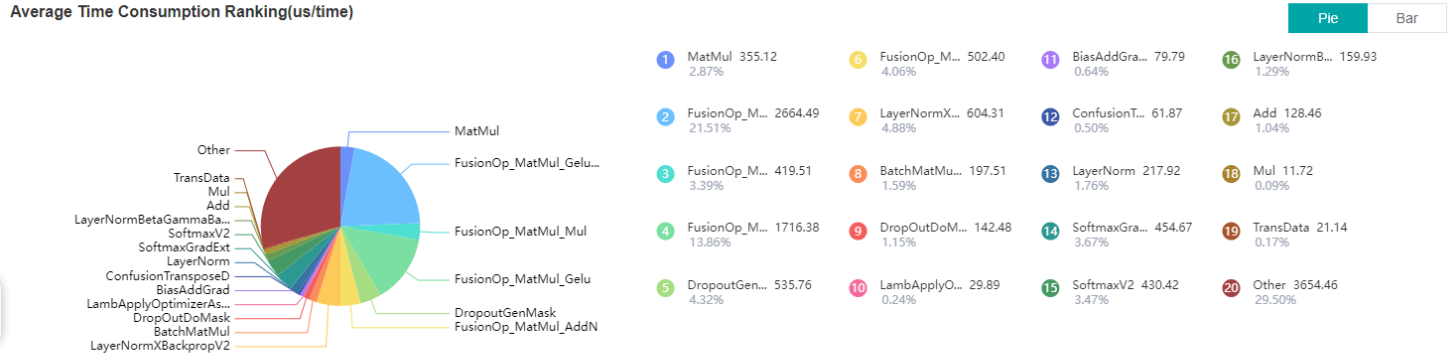 Average Time Consumption Ranking(us/time)
Pie
Bar
Other
TransData
Mul
Add
LayerNormBetaGammaBa...
SoftmaxV2
SoftmaxGradExt
LayerNorm
ConfusionTransposeD
BiasAddGrad
LambApplyOptimizerAs...
DropOutDoMask
BatchMatMul
LayerNormXBackpropV2
MatMul
FusionOp_MatMul_Gelu...
FusionOp_MatMul_Mul
FusionOp_MatMul_Gelu
DropoutGenMask
FusionOp_MatMul_AddN
1 MatMul 355.12
2.87%
2 FusionOp_M... 2664.49
21.51%
3 FusionOp_M... 419.51
3.39%
4 FusionOp_M... 1716.38
13.86%
5 DropoutGen... 535.76
4.32%
6 FusionOp_M... 502.40
4.06%
7 LayerNormX... 604.31
4.88%
8 BatchMatMu... 197.51
1.59%
9 DropOutDoM... 142.48
1.15%
10 LambApplyO... 29.89
0.24%
11 BiasAddGra... 79.79
0.64%
12 ConfusionT... 61.87
0.50%
13 LayerNorm 217.92
1.76%
14 SoftmaxGra... 454.67
3.67%
15 SoftmaxV2 430.42
3.47%
16 LayerNormB... 159.93
1.29%
17 Add 128.46
1.04%
18 Mul 11.72
0.09%
19 TransData 21.14
0.17%
20 Other 3654.46
29.50%